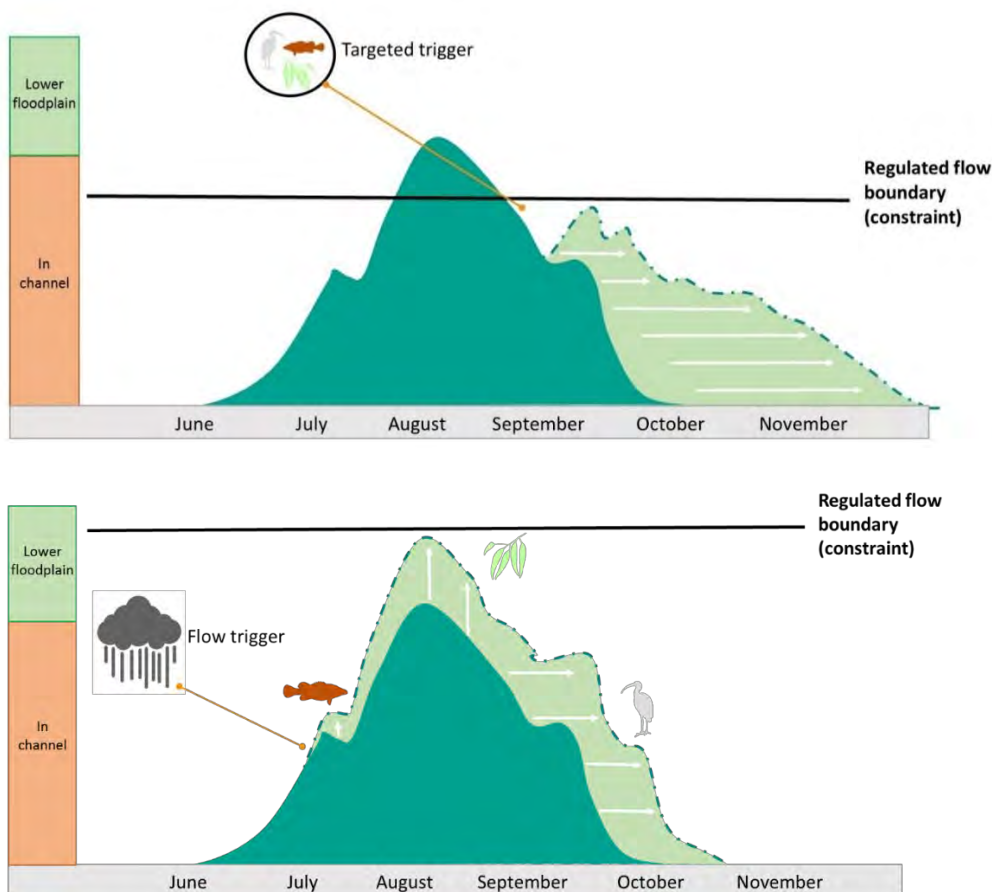 Targeted trigger
Lower
floodplain
Regulated flow
boundary
(constraint)
In
channel
June July August September October November
Regulated flow
boundary
(constraint)
Lower
floodplain
Flow trigger
In
channel
June July August September October November